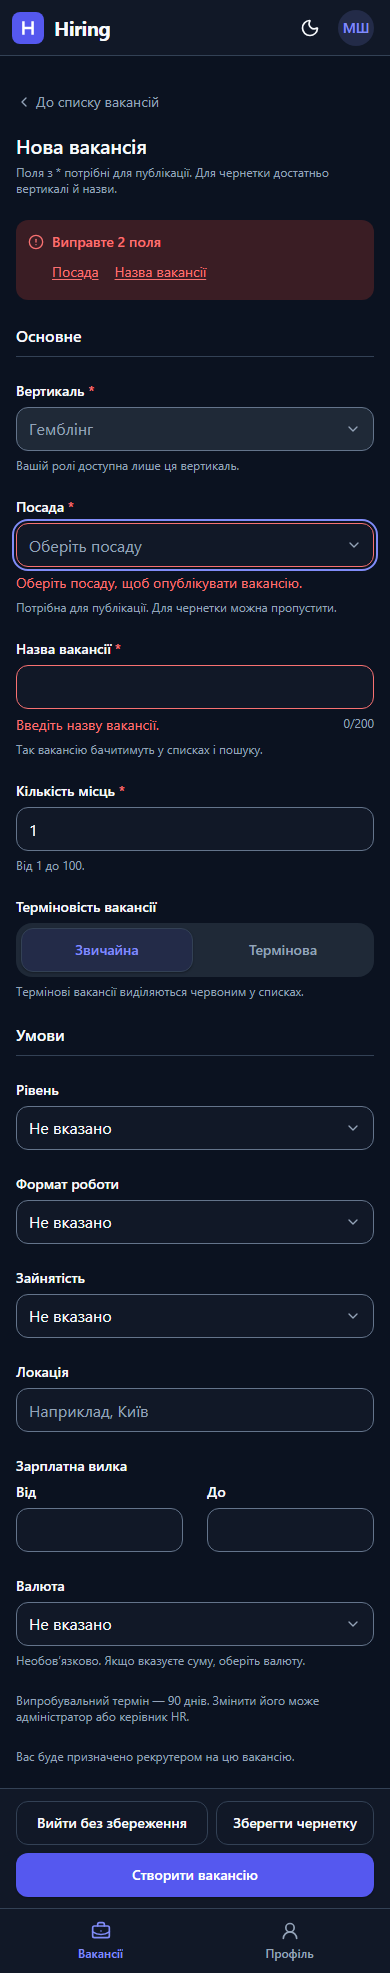 H Hiring МШ
До списку вакансій
Нова вакансія
Поля з * потрібні для публікації. Для чернетки достатньо
вертикалі й назви.
Виправте 2 поля
Посада Назва вакансії
Основне
Вертикаль *
Гемблінг
Вашій ролі доступна лише ця вертикаль.
Посада *
Оберіть посаду
Оберіть посаду, щоб опублікувати вакансію.
Потрібна для публікації. Для чернетки можна пропустити.
Назва вакансії *
Введіть назву вакансії. 0/200
Так вакансію бачитимуть у списках і пошуку.
Кількість місць *
1
Від 1 до 100.
Терміновість вакансії
Звичайна Термінова
Термінові вакансії виділяються червоним у списках.
Умови
Рівень
Не вказано
Формат роботи
Не вказано
Зайнятість
Не вказано
Локація
Наприклад, Київ
Зарплатна вилка
Від До
Валюта
Не вказано
Необов'язково. Якщо вказуєте суму, оберіть валюту.
Випробувальний термін — 90 днів. Змінити його може
адміністратор або керівник HR.
Вас буде призначено рекрутером на цю вакансію.
Вийти без збереження Зберегти чернетку
Створити вакансію
Вакансії Профіль